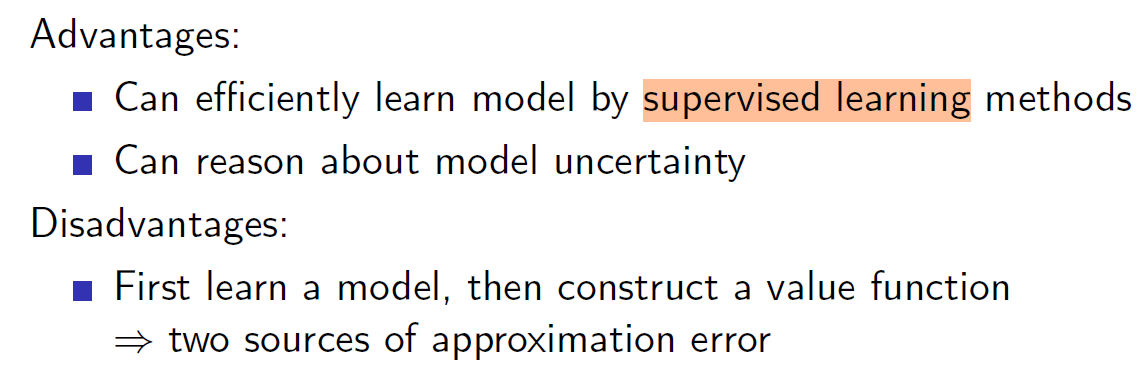 Advantages:
Can efficiently learn model by supervised learning methods
Can reason about model uncertainty
Disadvantages:
First learn a model, then construct a value function
⇒ two sources of approximation error